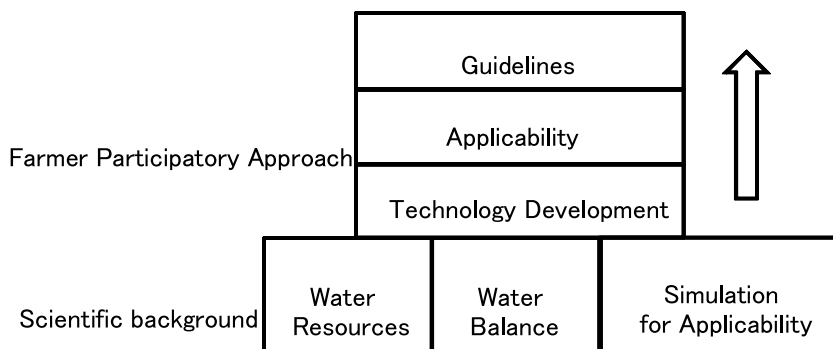 Guidelines
Applicability
Farmer Participatory Approach
Technology Development
Scientific background
Water
Resources
Water
Balance
Simulation
for Applicability